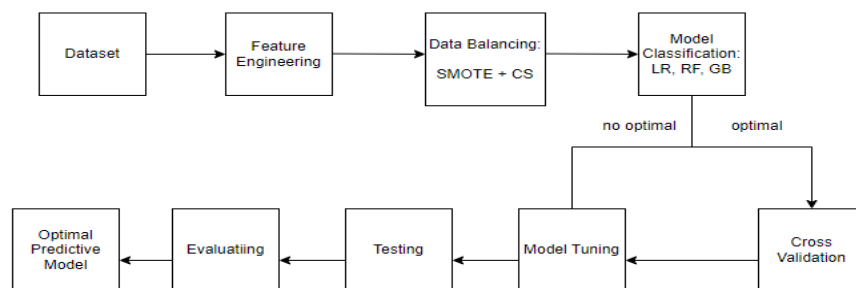 Dataset
Feature
Engineering
Data Balancing:
SMOTE + CS
Model
Classification:
LR, RF, GB
no optimal
optimal
Optimal
Predictive
Model
Evaluatiing
Testing
Model Tuning
Cross
Validation